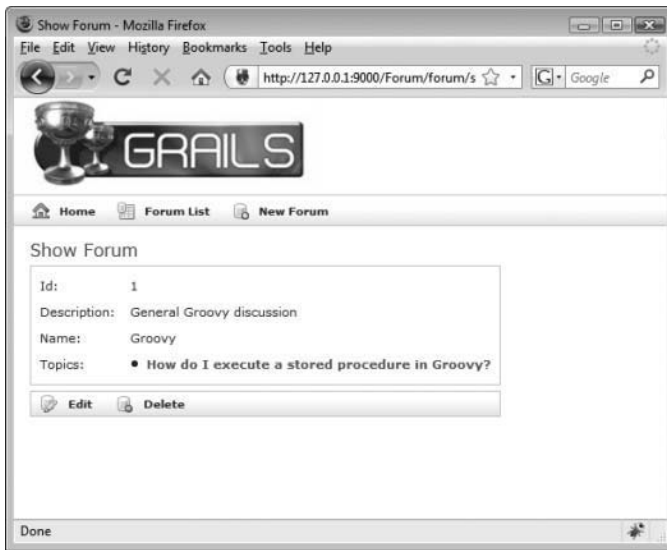 Show Forum - Mozilla Firefox
File Edit View History Bookmarks Tools Help
http://127.0.0.1:9000/Forum/forum/s
G Google
GRAILS
Home Forum List New Forum
Show Forum
Id: 1
Description: General Groovy discussion
Name: Groovy
Topics: • How do I execute a stored procedure in Groovy?
Edit Delete
Done